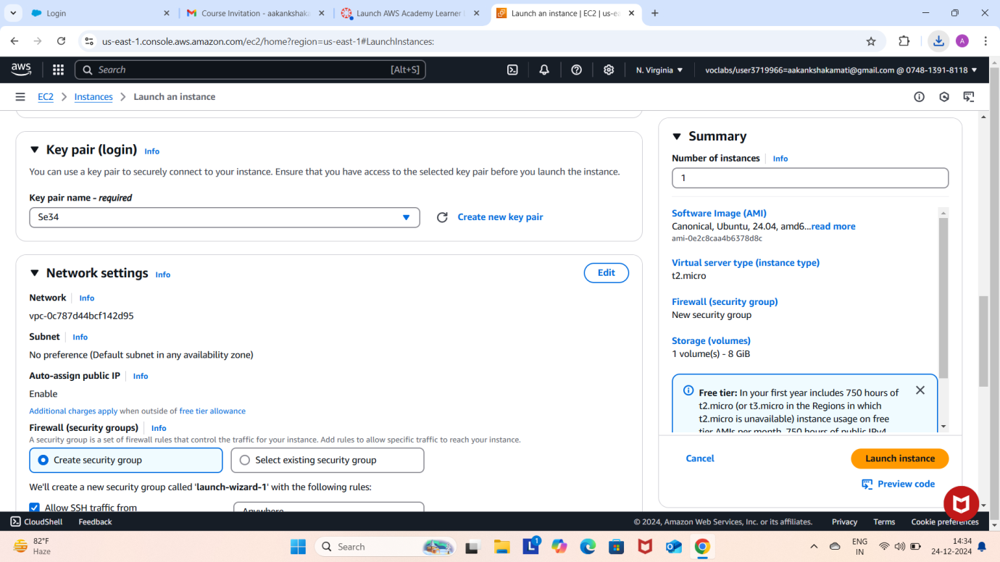 Login
Course Invitation - aakanksha
Launch AWS Academy Learner
Launch an instance | EC2 | us-ea
us-east-1.console.aws.amazon.com/ec2/home?region=us-east-1#LaunchInstances:
A
aws
Search
[Alt+S]
N. Virginia
voclabs/user3719966=aakankshakamati@gmail.com @ 0748-1391-8118
EC2
Instances
Launch an instance
Key pair (login) Info
You can use a key pair to securely connect to your instance. Ensure that you have access to the selected key pair before you launch the instance.
Key pair name - required
Se34
Create new key pair
Network settings Info
Edit
Network Info
vpc-0c787d44bcf142d95
Subnet Info
No preference (Default subnet in any availability zone)
Auto-assign public IP Info
Enable
Additional charges apply when outside of free tier allowance
Firewall (security groups) Info
A security group is a set of firewall rules that control the traffic for your instance. Add rules to allow specific traffic to reach your instance.
Create security group
Select existing security group
We'll create a new security group called 'launch-wizard-1' with the following rules:
Allow SSH traffic from
Anywhere
Summary
Number of instances Info
1
Software Image (AMI)
Canonical, Ubuntu, 24.04, amd6...read more
ami-0e2c8caa4b6378d8c
Virtual server type (instance type)
t2.micro
Firewall (security group)
New security group
Storage (volumes)
1 volume(s) - 8 GiB
Free tier: In your first year includes 750 hours of
t2.micro (or t3.micro in the Regions in which
t2.micro is unavailable) instance usage on free
tier AMIs per month, 750 hours of public IPv4
Cancel
Launch instance
Preview code
CloudShell
Feedback
© 2024, Amazon Web Services, Inc. or its affiliates.
Privacy
Terms
Cookie preferences
82°F
Haze
Search
1
ENG
IN
14:34
24-12-2024